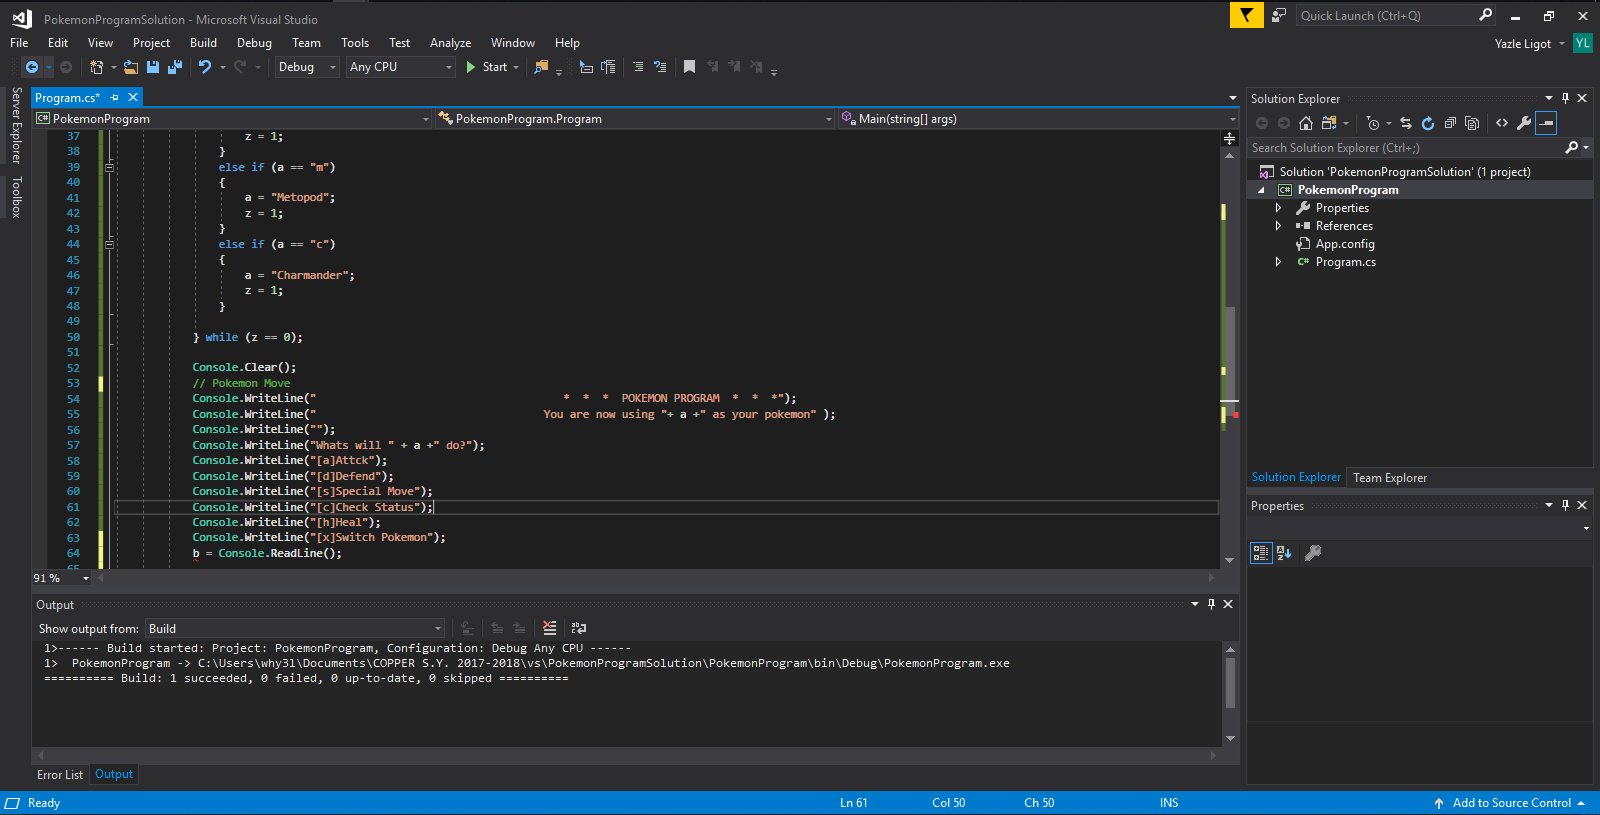 PokemonProgramSolution - Microsoft Visual Studio
Quick Launch (Ctrl+Q)
File Edit View Project Build Debug Team Tools Test Analyze Window Help
Yazle Ligot YL
Debug Any CPU Start
Server Explorer
Toolbox
Program.cs*
PokemonProgram PokemonProgram.Program Main(string[] args)
37 z = 1;
38 }
39 else if (a == "m")
40 {
41 a = "Metopod";
42 z = 1;
43 }
44 else if (a == "c")
45 {
46 a = "Charmander";
47 z = 1;
48 }
49
50 } while (z == 0);
51
52 Console.Clear();
53 // Pokemon Move
54 Console.WriteLine(" * * * POKEMON PROGRAM * * *");
55 Console.WriteLine(" You are now using "+ a +" as your pokemon" );
56 Console.WriteLine("");
57 Console.WriteLine("Whats will " + a +" do?");
58 Console.WriteLine("[a]Attck");
59 Console.WriteLine("[d]Defend");
60 Console.WriteLine("[s]Special Move");
61 Console.WriteLine("[c]Check Status");
62 Console.WriteLine("[h]Heal");
63 Console.WriteLine("[x]Switch Pokemon");
64 b = Console.ReadLine();
65
91 %
Output
Show output from: Build
1>------ Build started: Project: PokemonProgram, Configuration: Debug Any CPU ------
1> PokemonProgram -> C:\Users\why3l\Documents\COPPER S.Y. 2017-2018\vs\PokemonProgramSolution\PokemonProgram\bin\Debug\PokemonProgram.exe
========== Build: 1 succeeded, 0 failed, 0 up-to-date, 0 skipped ==========
Error List Output
Solution Explorer
Search Solution Explorer (Ctrl+;)
Solution 'PokemonProgramSolution' (1 project)
C# PokemonProgram
Properties
References
App.config
C# Program.cs
Solution Explorer Team Explorer
Properties
Ready Ln 61 Col 50 Ch 50 INS Add to Source Control